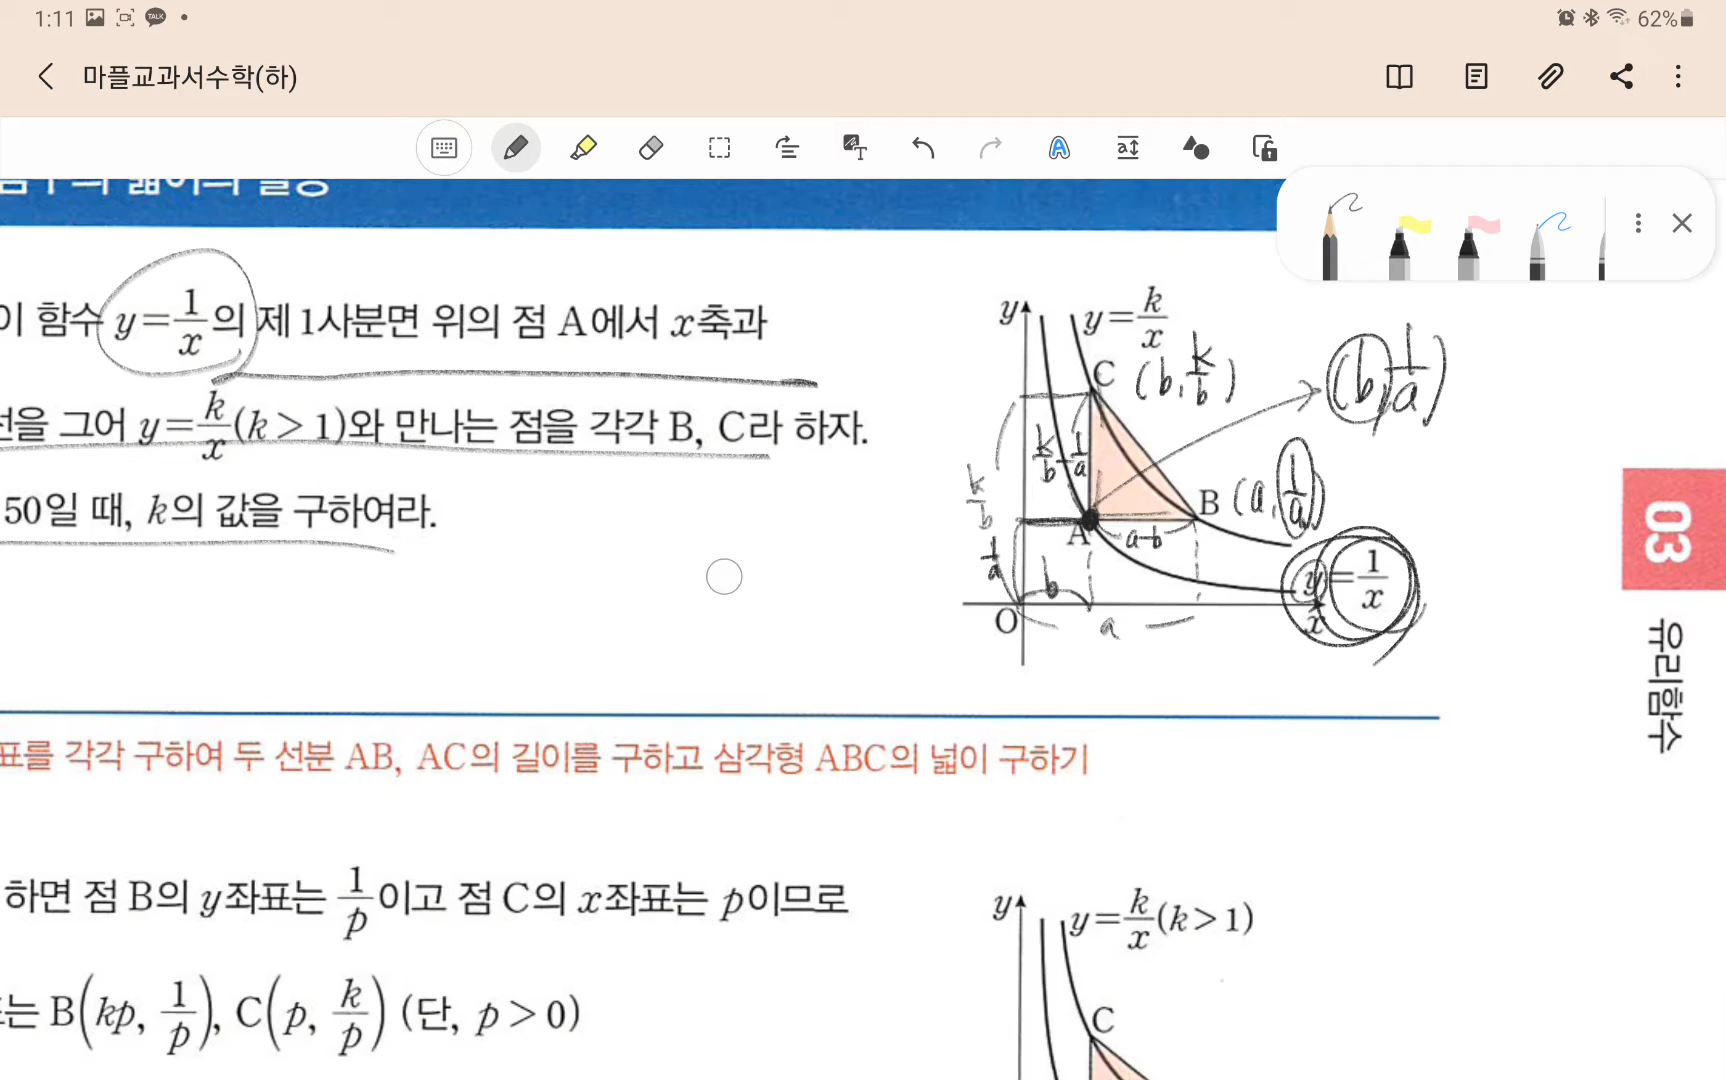 1:11
62%
마플교과서수학(하)
이 함수 y=1/x의 제 1사분면 위의 점 A에서 x축과
선을 그어 y=k/x(k>1)와 만나는 점을 각각 B, C라 하자.
50일 때, k의 값을 구하여라.
y
y=k/x
C (b, k/b)
(b, 1/a)
k/b - 1/a
k/b
B (a, 1/a)
A
a-b
1/a
b
y=1/x
O
a
x
03
유리함수
표를 각각 구하여 두 선분 AB, AC의 길이를 구하고 삼각형 ABC의 넓이 구하기
하면 점 B의 y좌표는 1/p이고 점 C의 x좌표는 p이므로
는 B(kp, 1/p), C(p, k/p) (단, p>0)
y
y=k/x(k>1)
C